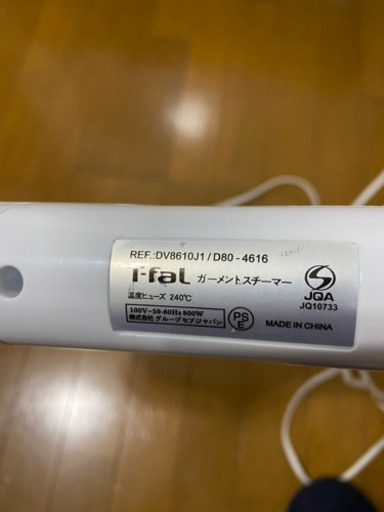 REF.:DV8610J1 / D80 - 4616
T-fal ガーメントスチーマー
温度ヒューズ 240℃
100V~50-60Hz 800W
株式会社 グループセブジャパン
PS
E
JQA
JQ10733
MADE IN CHINA